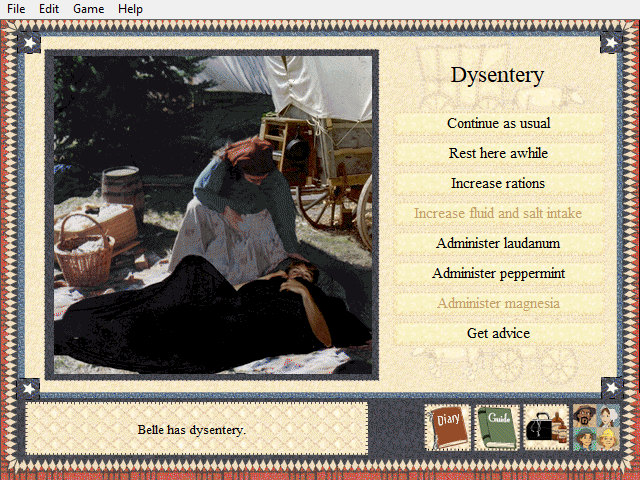 File Edit Game Help
Dysentery
Continue as usual
Rest here awhile
Increase rations
Increase fluid and salt intake
Administer laudanum
Administer peppermint
Administer magnesia
Get advice
Belle has dysentery.
Diary
Guide